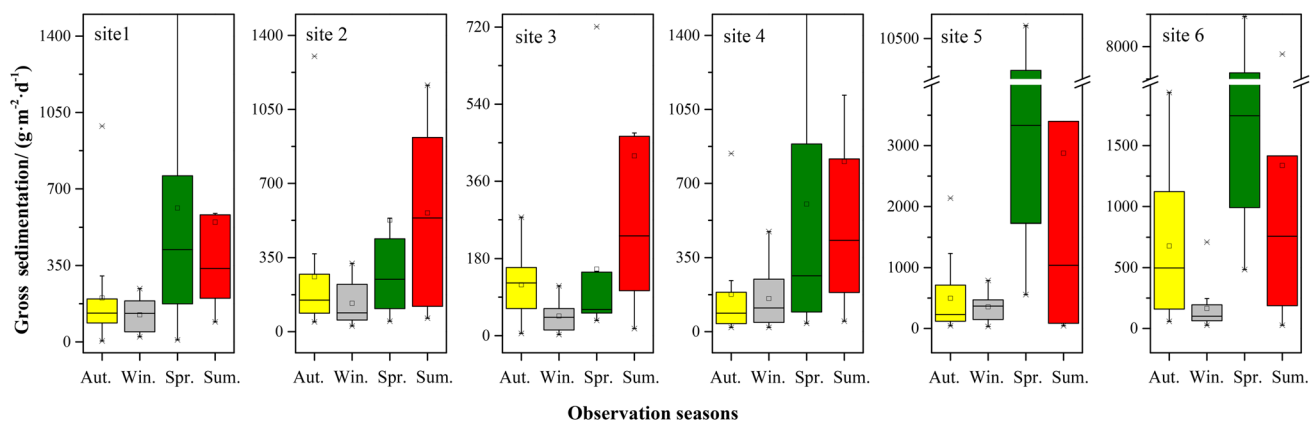 Gross sedimentation/ (g·m⁻²·d⁻¹)
site1
1400
1050
700
350
0
Aut. Win. Spr. Sum.
site 2
1400
1050
700
350
0
Aut. Win. Spr. Sum.
site 3
720
540
360
180
0
Aut. Win. Spr. Sum.
site 4
1400
1050
700
350
0
Aut. Win. Spr. Sum.
site 5
10500
3000
2000
1000
0
Aut. Win. Spr. Sum.
site 6
8000
1500
1000
500
0
Aut. Win. Spr. Sum.
Observation seasons